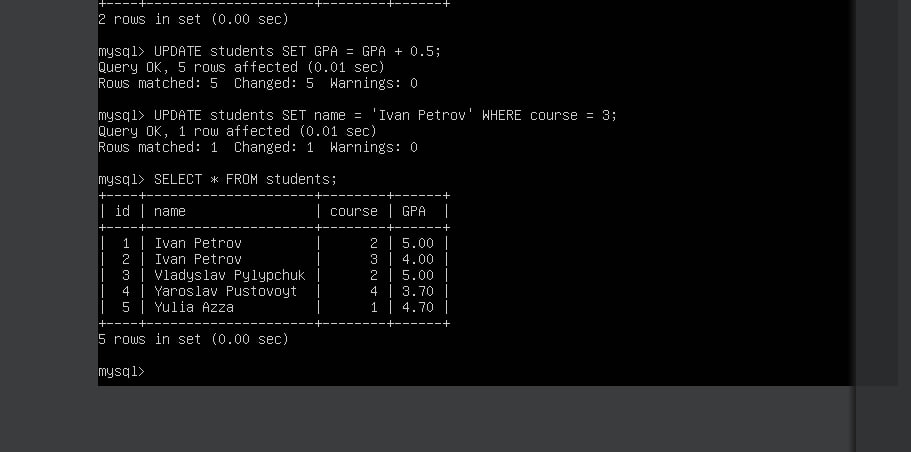 +----+--------------------+--------+------+
2 rows in set (0.00 sec)
mysql> UPDATE students SET GPA = GPA + 0.5;
Query OK, 5 rows affected (0.01 sec)
Rows matched: 5  Changed: 5  Warnings: 0
mysql> UPDATE students SET name = 'Ivan Petrov' WHERE course = 3;
Query OK, 1 row affected (0.01 sec)
Rows matched: 1  Changed: 1  Warnings: 0
mysql> SELECT * FROM students;
+----+--------------------+--------+------+
| id | name               | course | GPA  |
+----+--------------------+--------+------+
|  1 | Ivan Petrov        |      2 | 5.00 |
|  2 | Ivan Petrov        |      3 | 4.00 |
|  3 | Vladyslav Pylypchuk |      2 | 5.00 |
|  4 | Yaroslav Pustovoyt |      4 | 3.70 |
|  5 | Yulia Azza         |      1 | 4.70 |
+----+--------------------+--------+------+
5 rows in set (0.00 sec)
mysql>